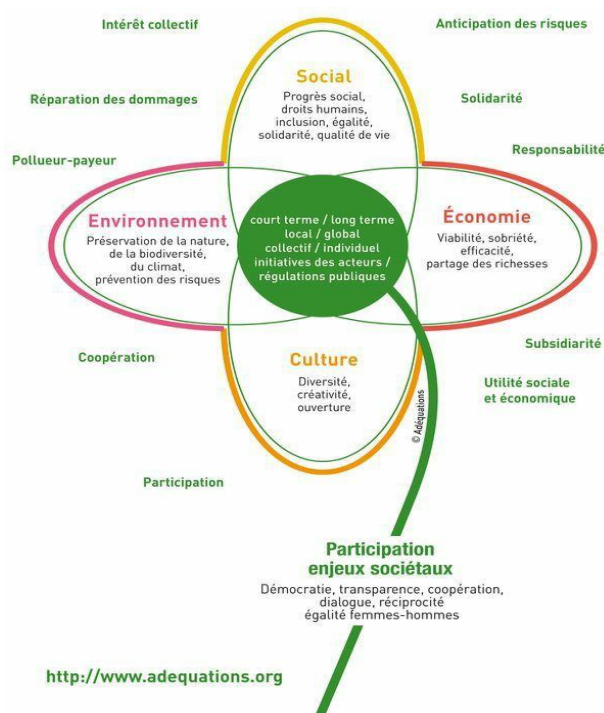 Intérêt collectif
Anticipation des risques
Social
Progrès social,
droits humains,
inclusion, égalité,
solidarité, qualité de vie
Réparation des dommages
Solidarité
Pollueur-payeur
Responsabilité
Environnement
Préservation de la nature,
de la biodiversité,
du climat,
prévention des risques
court terme / long terme
local / global
collectif / individuel
initiatives des acteurs /
régulations publiques
Économie
Viabilité, sobriété,
efficacité,
partage des richesses
Coopération
Culture
Diversité,
créativité,
ouverture
Subsidiarité
Utilité sociale
et économique
© Adéquations
Participation
Participation
enjeux sociétaux
Démocratie, transparence, coopération,
dialogue, réciprocité
égalité femmes-hommes
http://www.adequations.org